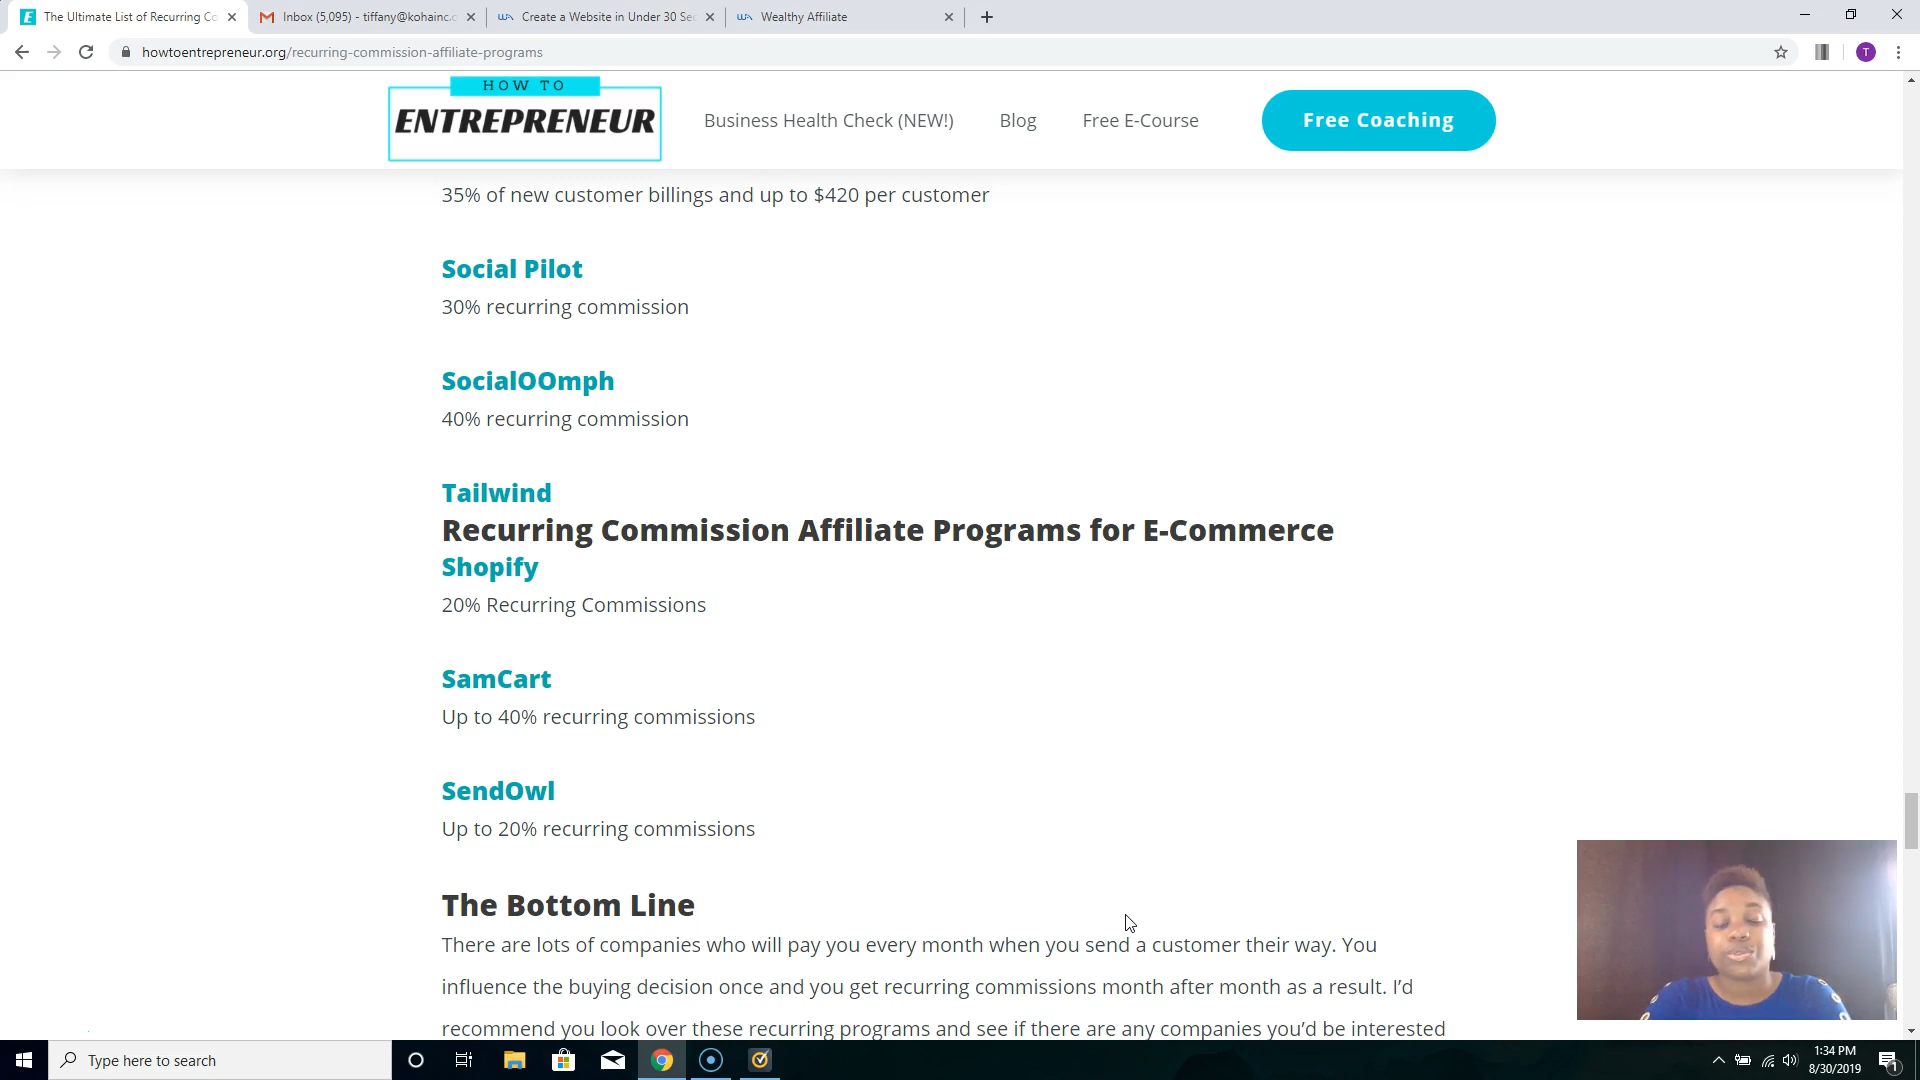 The Ultimate List of Recurring Co
Inbox (5,095) - tiffany@kohainc.c
Create a Website in Under 30 Sec
Wealthy Affiliate
howtoentrepreneur.org/recurring-commission-affiliate-programs
T
HOW TO
ENTREPRENEUR
Business Health Check (NEW!)
Blog
Free E-Course
Free Coaching
35% of new customer billings and up to $420 per customer
Social Pilot
30% recurring commission
SocialOOmph
40% recurring commission
Tailwind
Recurring Commission Affiliate Programs for E-Commerce
Shopify
20% Recurring Commissions
SamCart
Up to 40% recurring commissions
SendOwl
Up to 20% recurring commissions
The Bottom Line
There are lots of companies who will pay you every month when you send a customer their way. You
influence the buying decision once and you get recurring commissions month after month as a result. I'd
recommend you look over these recurring programs and see if there are any companies you'd be interested
Type here to search
1:34 PM
8/30/2019
1